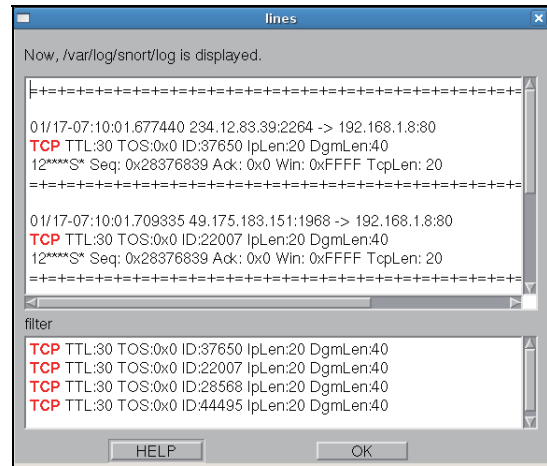 lines
Now, /var/log/snort/log is displayed.
=+=+=+=+=+=+=+=+=+=+=+=+=+=+=+=+=+=+=+=
01/17-07:10:01.677440 234.12.83.39:2264 -> 192.168.1.8:80
TCP TTL:30 TOS:0x0 ID:37650 IpLen:20 DgmLen:40
12****S* Seq: 0x28376839 Ack: 0x0 Win: 0xFFFF TcpLen: 20
=+=+=+=+=+=+=+=+=+=+=+=+=+=+=+=+=+=+=+=
01/17-07:10:01.709335 49.175.183.151:1968 -> 192.168.1.8:80
TCP TTL:30 TOS:0x0 ID:22007 IpLen:20 DgmLen:40
12****S* Seq: 0x28376839 Ack: 0x0 Win: 0xFFFF TcpLen: 20
=+=+=+=+=+=+=+=+=+=+=+=+=+=+=+=+=+=+=+=
filter
TCP TTL:30 TOS:0x0 ID:37650 IpLen:20 DgmLen:40
TCP TTL:30 TOS:0x0 ID:22007 IpLen:20 DgmLen:40
TCP TTL:30 TOS:0x0 ID:28568 IpLen:20 DgmLen:40
TCP TTL:30 TOS:0x0 ID:44495 IpLen:20 DgmLen:40
HELP OK